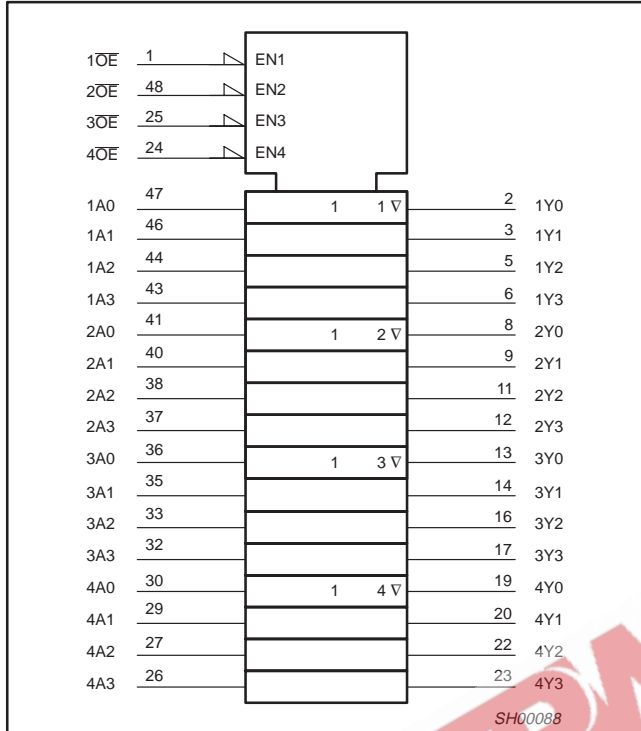 1O̅E̅ 1 EN1
2O̅E̅ 48 EN2
3O̅E̅ 25 EN3
4O̅E̅ 24 EN4
1A0 47 1 1 ∇ 2 1Y0
1A1 46 3 1Y1
1A2 44 5 1Y2
1A3 43 6 1Y3
2A0 41 1 2 ∇ 8 2Y0
2A1 40 9 2Y1
2A2 38 11 2Y2
2A3 37 12 2Y3
3A0 36 1 3 ∇ 13 3Y0
3A1 35 14 3Y1
3A2 33 16 3Y2
3A3 32 17 3Y3
4A0 30 1 4 ∇ 19 4Y0
4A1 29 20 4Y1
4A2 27 22 4Y2
4A3 26 23 4Y3
SH00088